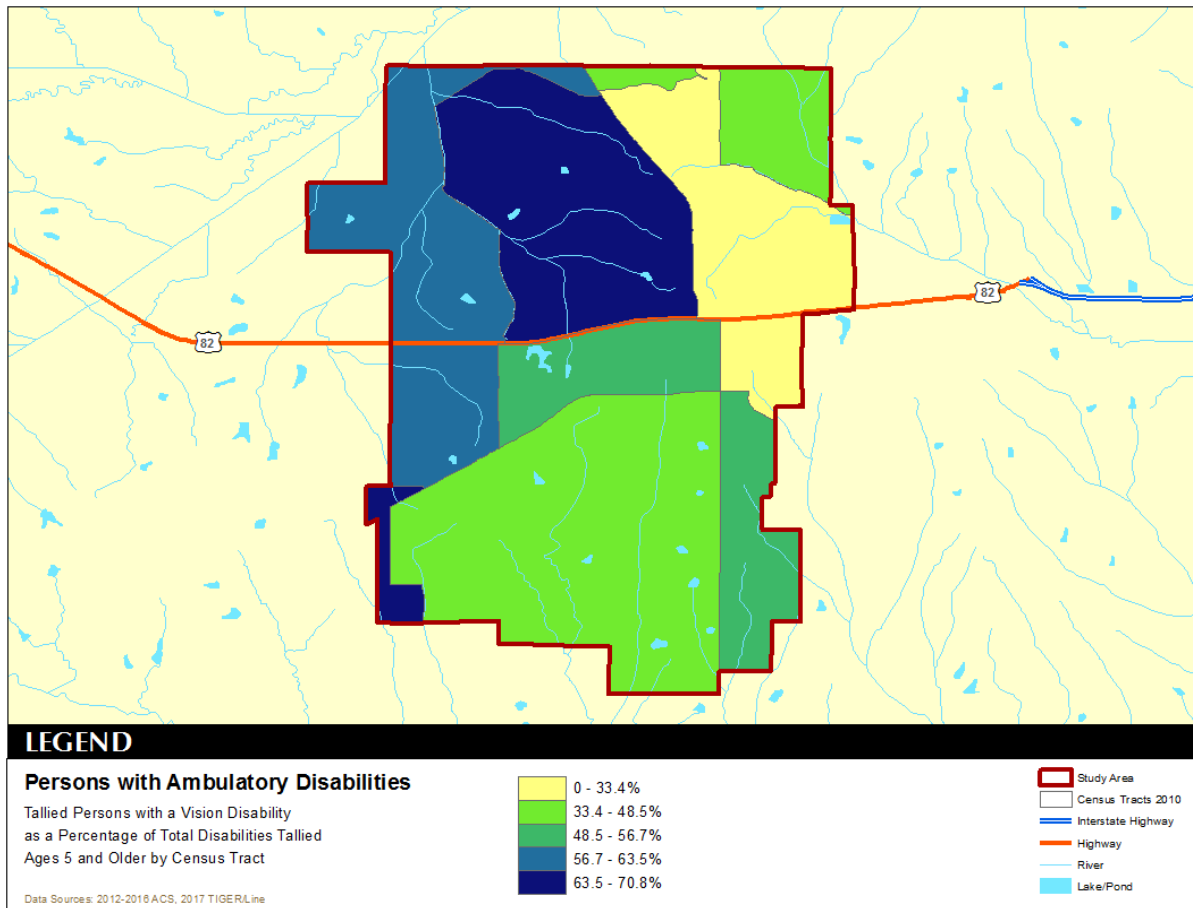 82
82
LEGEND
Persons with Ambulatory Disabilities
Tallied Persons with a Vision Disability
as a Percentage of Total Disabilities Tallied
Ages 5 and Older by Census Tract
Data Sources: 2012-2016 ACS, 2017 TIGER/Line
0 - 33.4%
33.4 - 48.5%
48.5 - 56.7%
56.7 - 63.5%
63.5 - 70.8%
Study Area
Census Tracts 2010
Interstate Highway
Highway
River
Lake/Pond